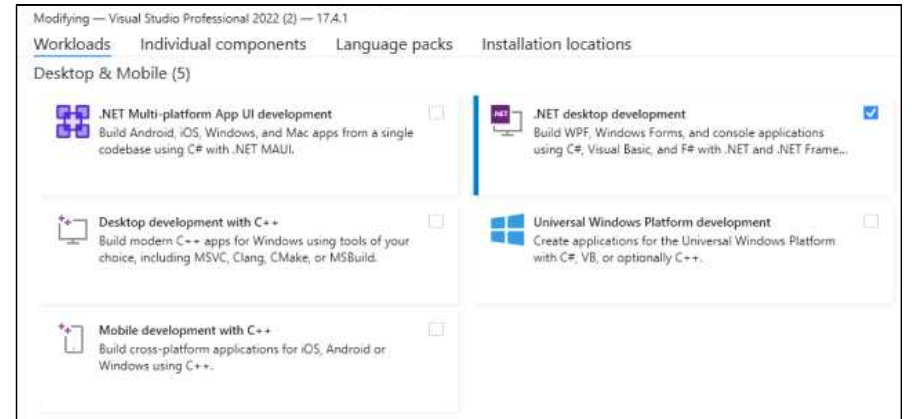 Modifying — Visual Studio Professional 2022 (2) — 17.4.1
Workloads Individual components Language packs Installation locations
Desktop & Mobile (5)
.NET Multi-platform App UI development
Build Android, iOS, Windows, and Mac apps from a single
codebase using C# with .NET MAUI.
.NET
.NET desktop development
Build WPF, Windows Forms, and console applications
using C#, Visual Basic, and F# with .NET and .NET Frame...
Desktop development with C++
Build modern C++ apps for Windows using tools of your
choice, including MSVC, Clang, CMake, or MSBuild.
Universal Windows Platform development
Create applications for the Universal Windows Platform
with C#, VB, or optionally C++.
Mobile development with C++
Build cross-platform applications for iOS, Android or
Windows using C++.